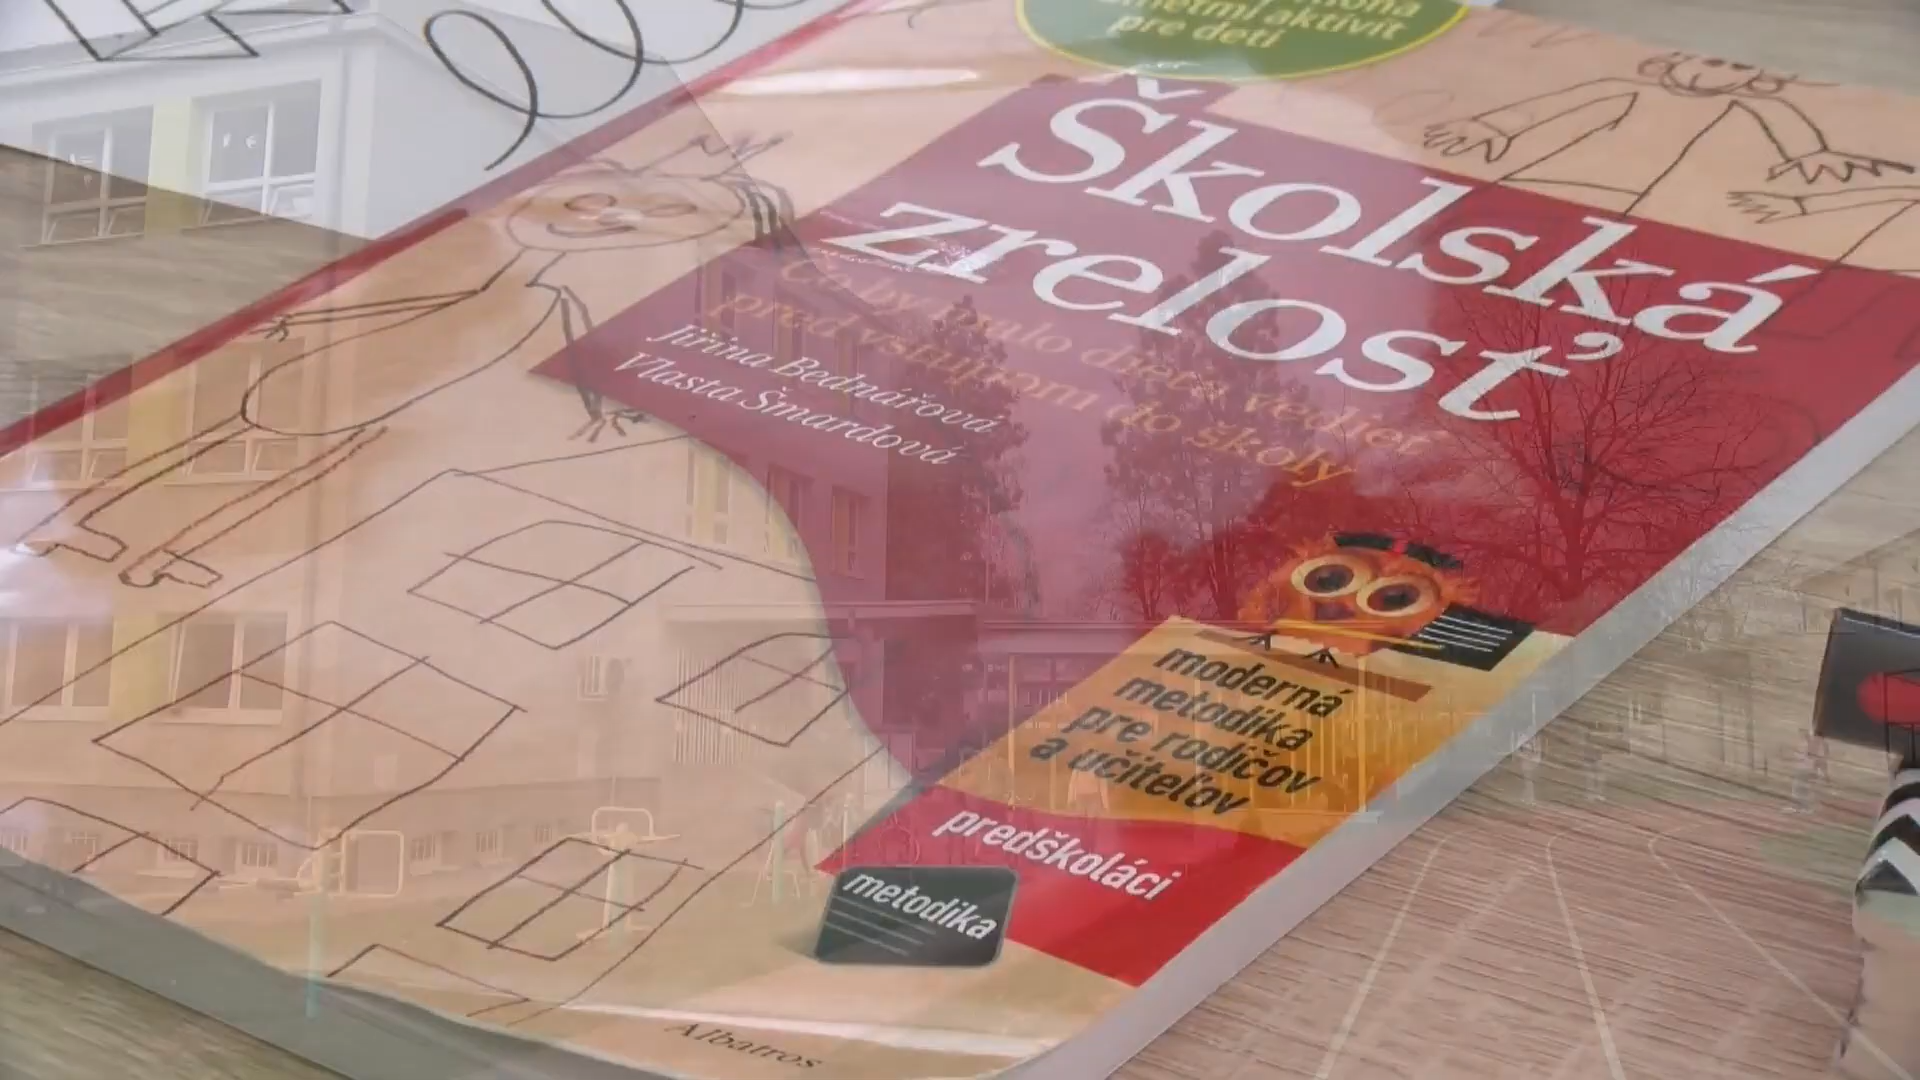 aktivít
pre deti
Školská
zrelosť
Čo by malo dieťa vedieť
pred vstupom do školy
Jiřina Bednářová
Vlasta Šmardová
moderná
metodika
pre rodičov
a učiteľov
predškoláci
metodika
Albatros